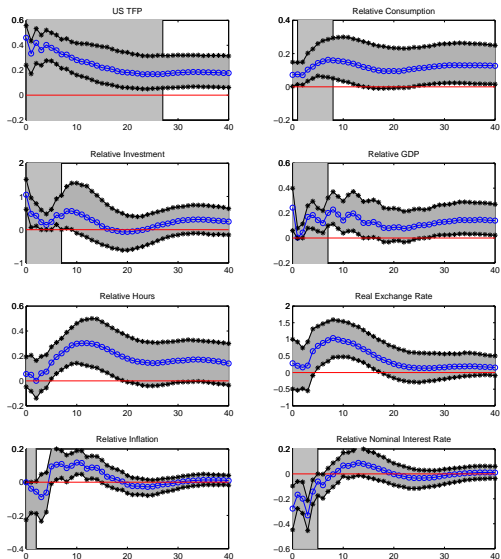 US TFP
0.6
0.4
0.2
0
−0.2
0 10 20 30 40
Relative Consumption
0.4
0.2
0
−0.2
0 10 20 30 40
Relative Investment
2
1
0
−1
0 10 20 30 40
Relative GDP
0.6
0.4
0.2
0
0.2
0 10 20 30 40
Relative Hours
0.6
0.4
0.2
0
−0.2
0 10 20 30 40
Real Exchange Rate
2
1.5
1
0.5
0
−0.5
−1
0 10 20 30 40
Relative Inflation
0.2
0
−0.2
−0.4
0 10 20 30 40
Relative Nominal Interest Rate
0.2
0
−0.2
−0.4
−0.6
0 10 20 30 40